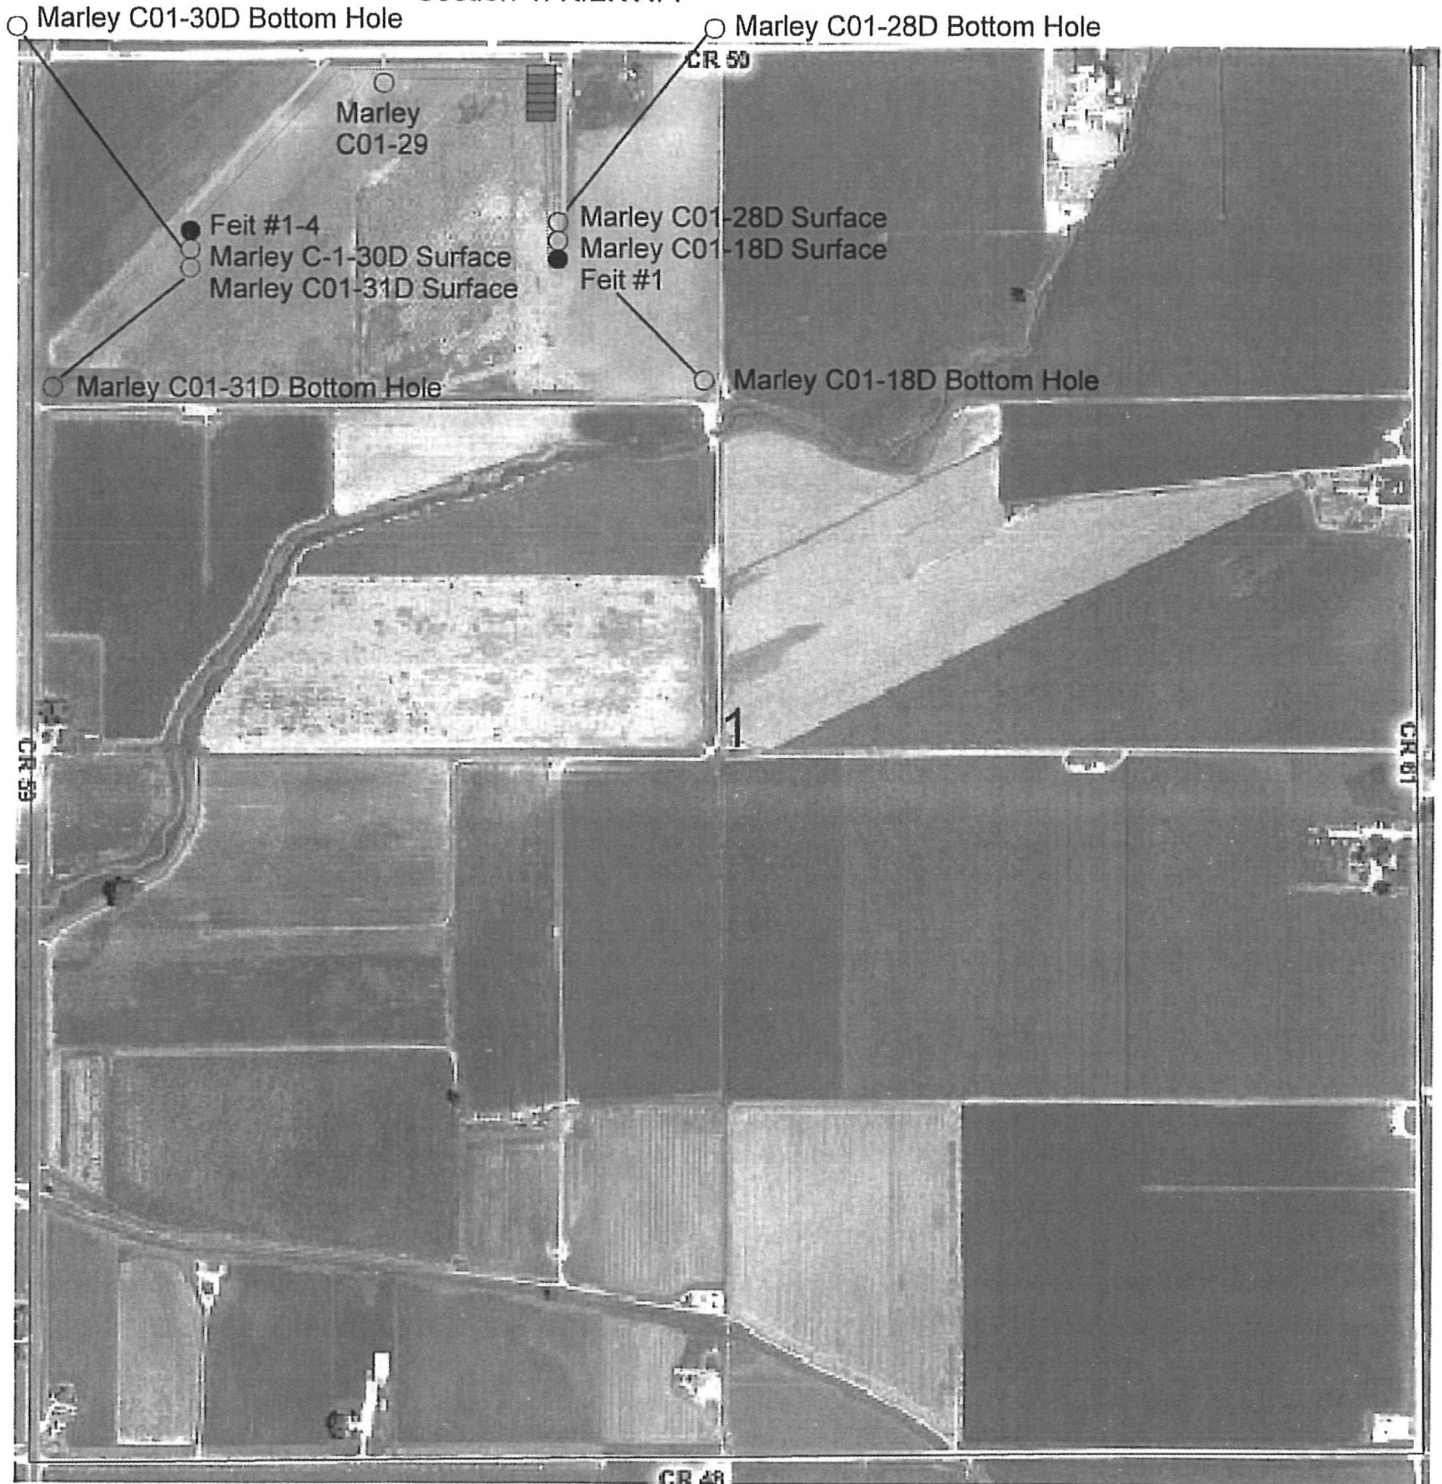 Marley C01-30D Bottom Hole
Marley C01-28D Bottom Hole
CR 50
Marley
C01-29
Feit #1-4
Marley C-1-30D Surface
Marley C01-31D Surface
Marley C01-28D Surface
Marley C01-18D Surface
Feit #1
Marley C01-31D Bottom Hole
Marley C01-18D Bottom Hole
1
CR 59
CR 61
CR 48